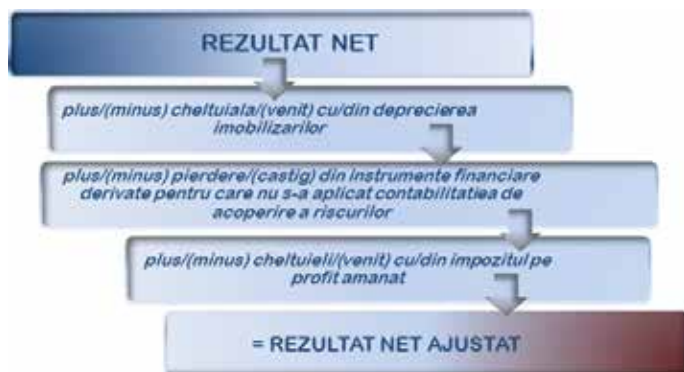 REZULTAT NET
plus/(minus) cheltuiala/(venit) cu/din deprecierea
imobilizarilor
plus/(minus) pierdere/(castig) din instrumente financiare
derivate pentru care nu s-a aplicat contabilitatiea de
acoperire a riscurilor
plus/(minus) cheltuieli/(venit) cu/din impozitul pe
profit amanat
= REZULTAT NET AJUSTAT